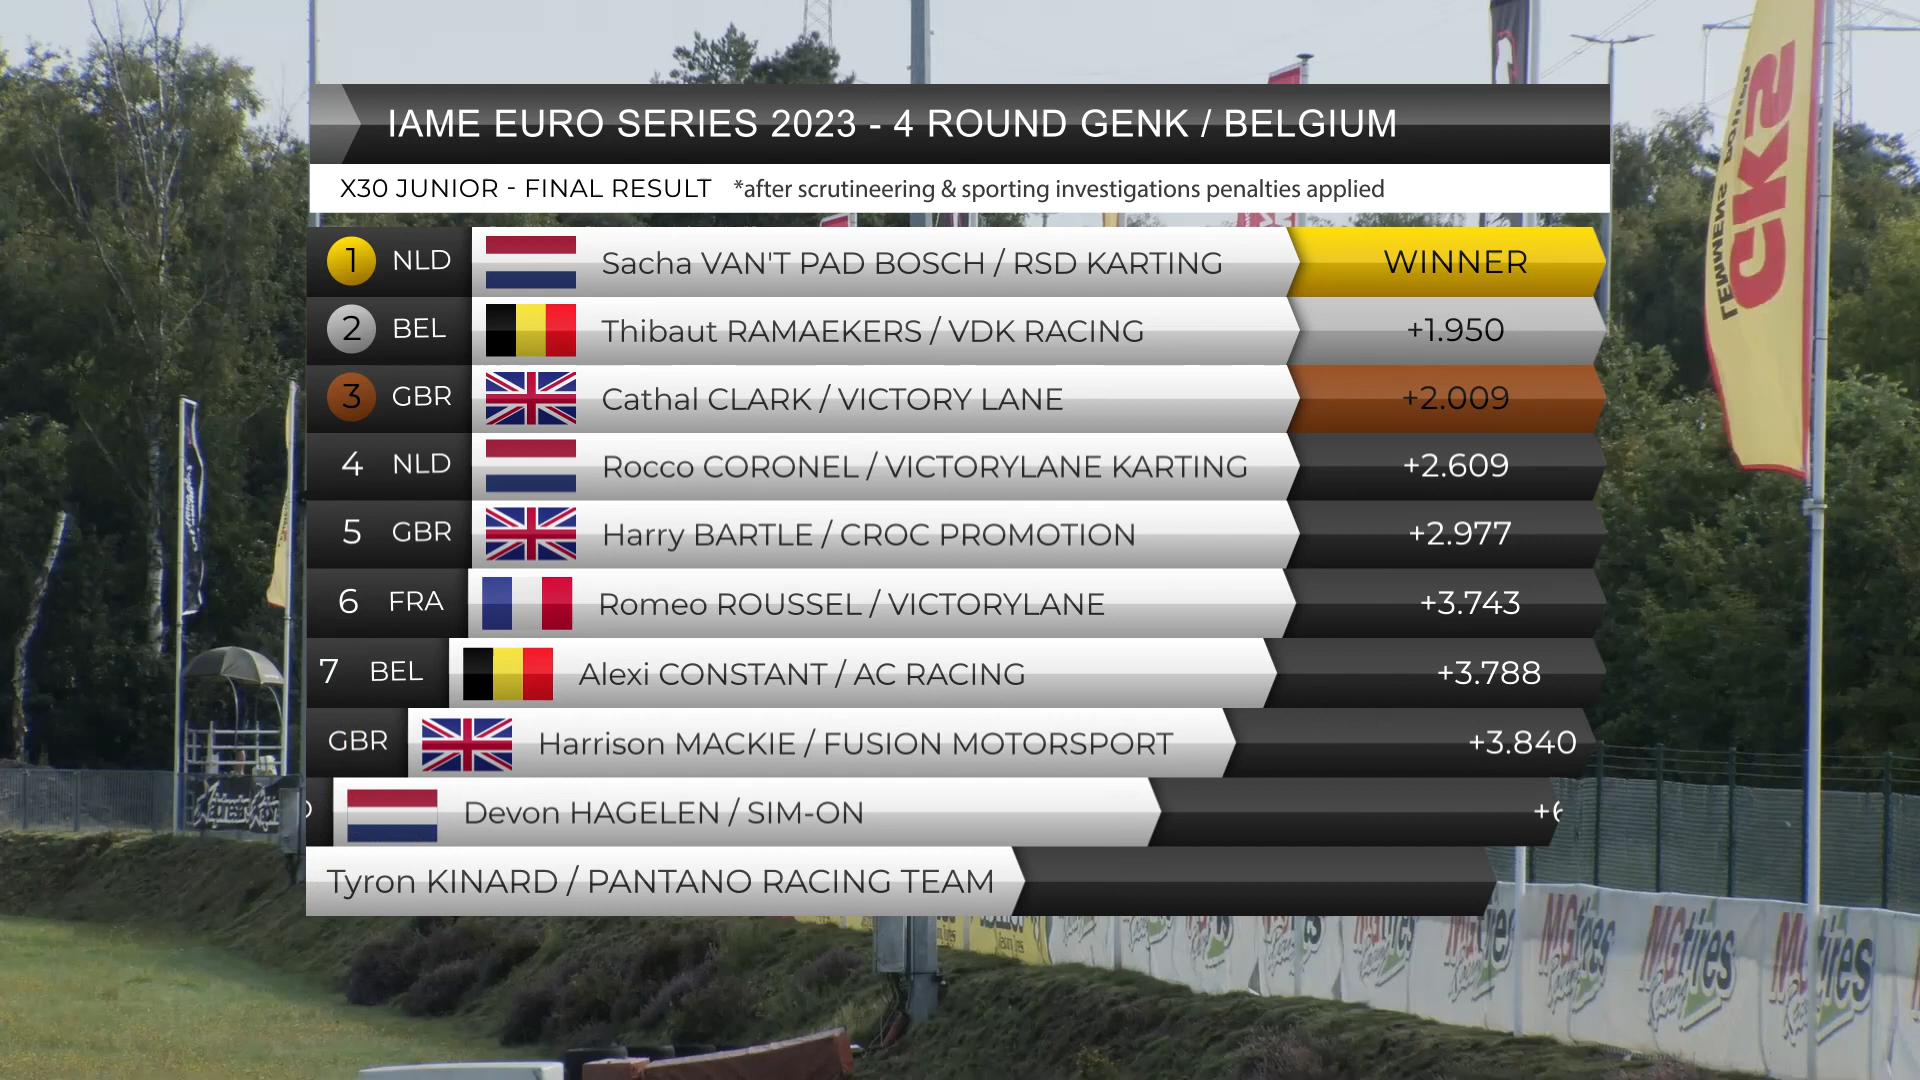 IAME EURO SERIES 2023 - 4 ROUND GENK / BELGIUM
X30 JUNIOR - FINAL RESULT *after scrutineering & sporting investigations penalties applied
1 NLD Sacha VAN'T PAD BOSCH / RSD KARTING WINNER
2 BEL Thibaut RAMAEKERS / VDK RACING +1.950
3 GBR Cathal CLARK / VICTORY LANE +2.009
4 NLD Rocco CORONEL / VICTORYLANE KARTING +2.609
5 GBR Harry BARTLE / CROC PROMOTION +2.977
6 FRA Romeo ROUSSEL / VICTORYLANE +3.743
7 BEL Alexi CONSTANT / AC RACING +3.788
GBR Harrison MACKIE / FUSION MOTORSPORT +3.840
Devon HAGELEN / SIM-ON +6
Tyron KINARD / PANTANO RACING TEAM
CKS
MGtires
MGtires
MGtires